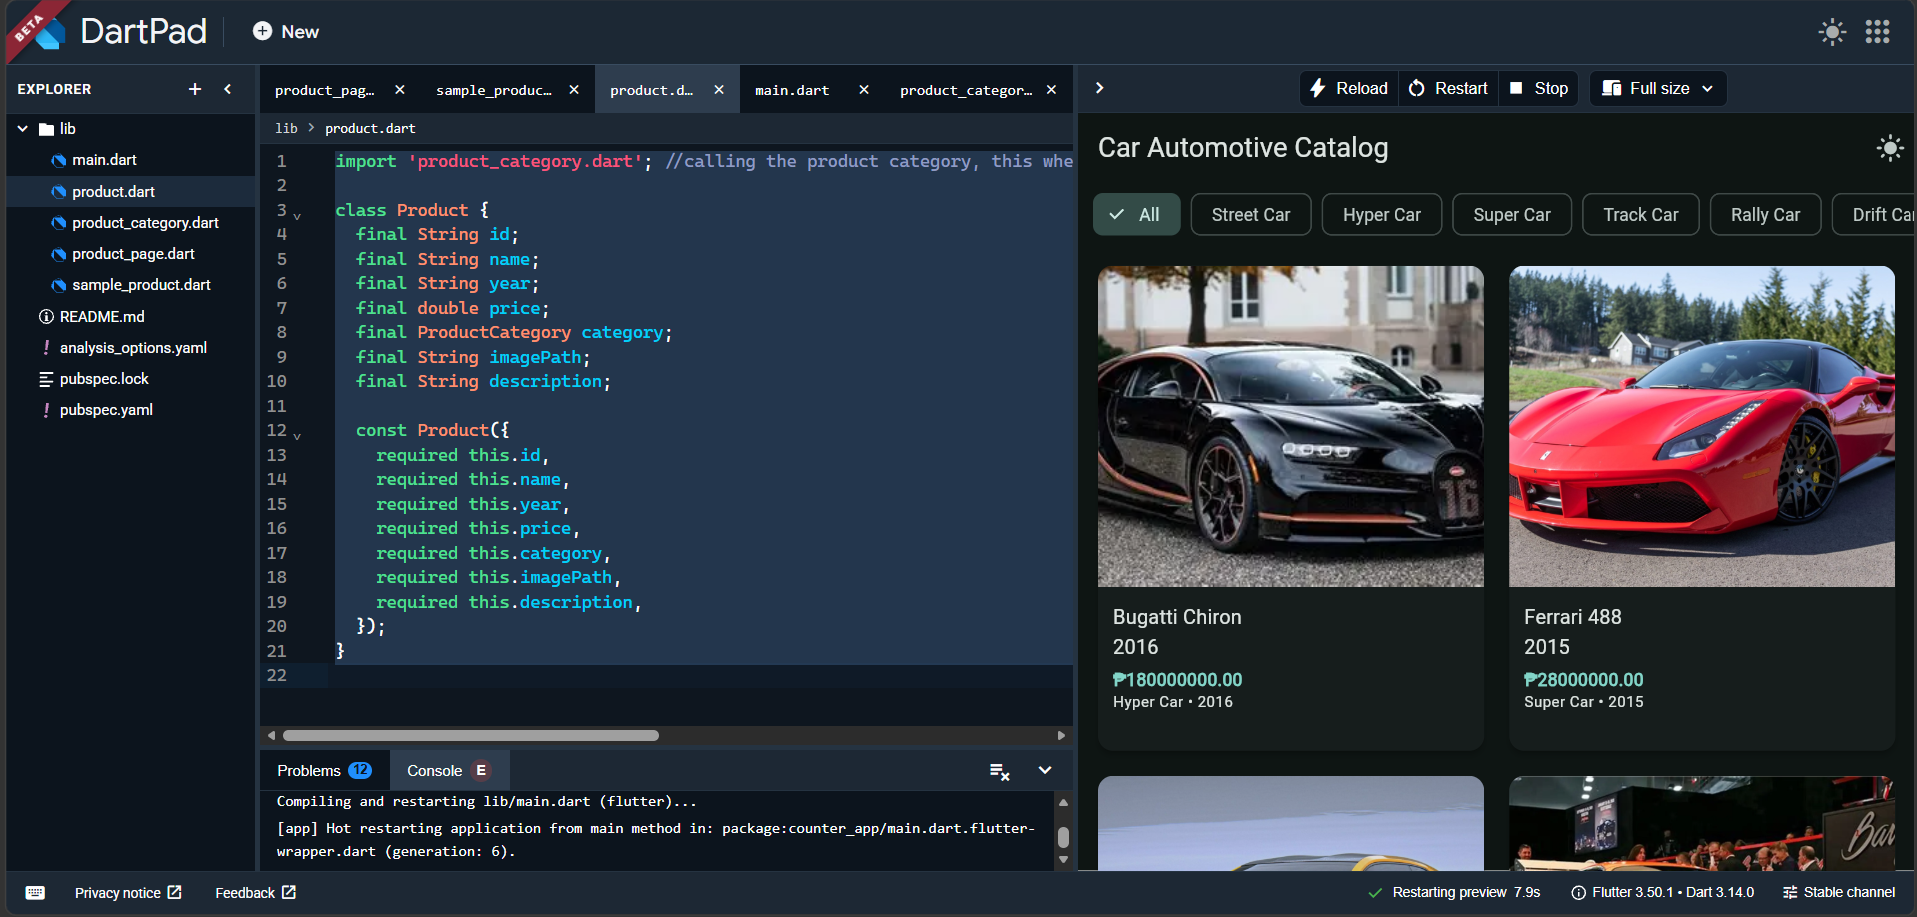 BETA
DartPad
New
EXPLORER
lib
main.dart
product.dart
product_category.dart
product_page.dart
sample_product.dart
README.md
analysis_options.yaml
pubspec.lock
pubspec.yaml
product_pag...
sample_produc...
product.d...
main.dart
product_categor...
lib > product.dart
1 import 'product_category.dart'; //calling the product category, this whe
2
3 class Product {
4 final String id;
5 final String name;
6 final String year;
7 final double price;
8 final ProductCategory category;
9 final String imagePath;
10 final String description;
11
12 const Product({
13 required this.id,
14 required this.name,
15 required this.year,
16 required this.price,
17 required this.category,
18 required this.imagePath,
19 required this.description,
20 });
21 }
22
Problems 12
Console E
Compiling and restarting lib/main.dart (flutter)...
[app] Hot restarting application from main method in: package:counter_app/main.dart.flutter-
wrapper.dart (generation: 6).
Reload
Restart
Stop
Full size
Car Automotive Catalog
All
Street Car
Hyper Car
Super Car
Track Car
Rally Car
Drift Car
16
Bugatti Chiron
2016
₱180000000.00
Hyper Car • 2016
Ferrari 488
2015
₱28000000.00
Super Car • 2015
Privacy notice
Feedback
Restarting preview 7.9s
Flutter 3.50.1 • Dart 3.14.0
Stable channel